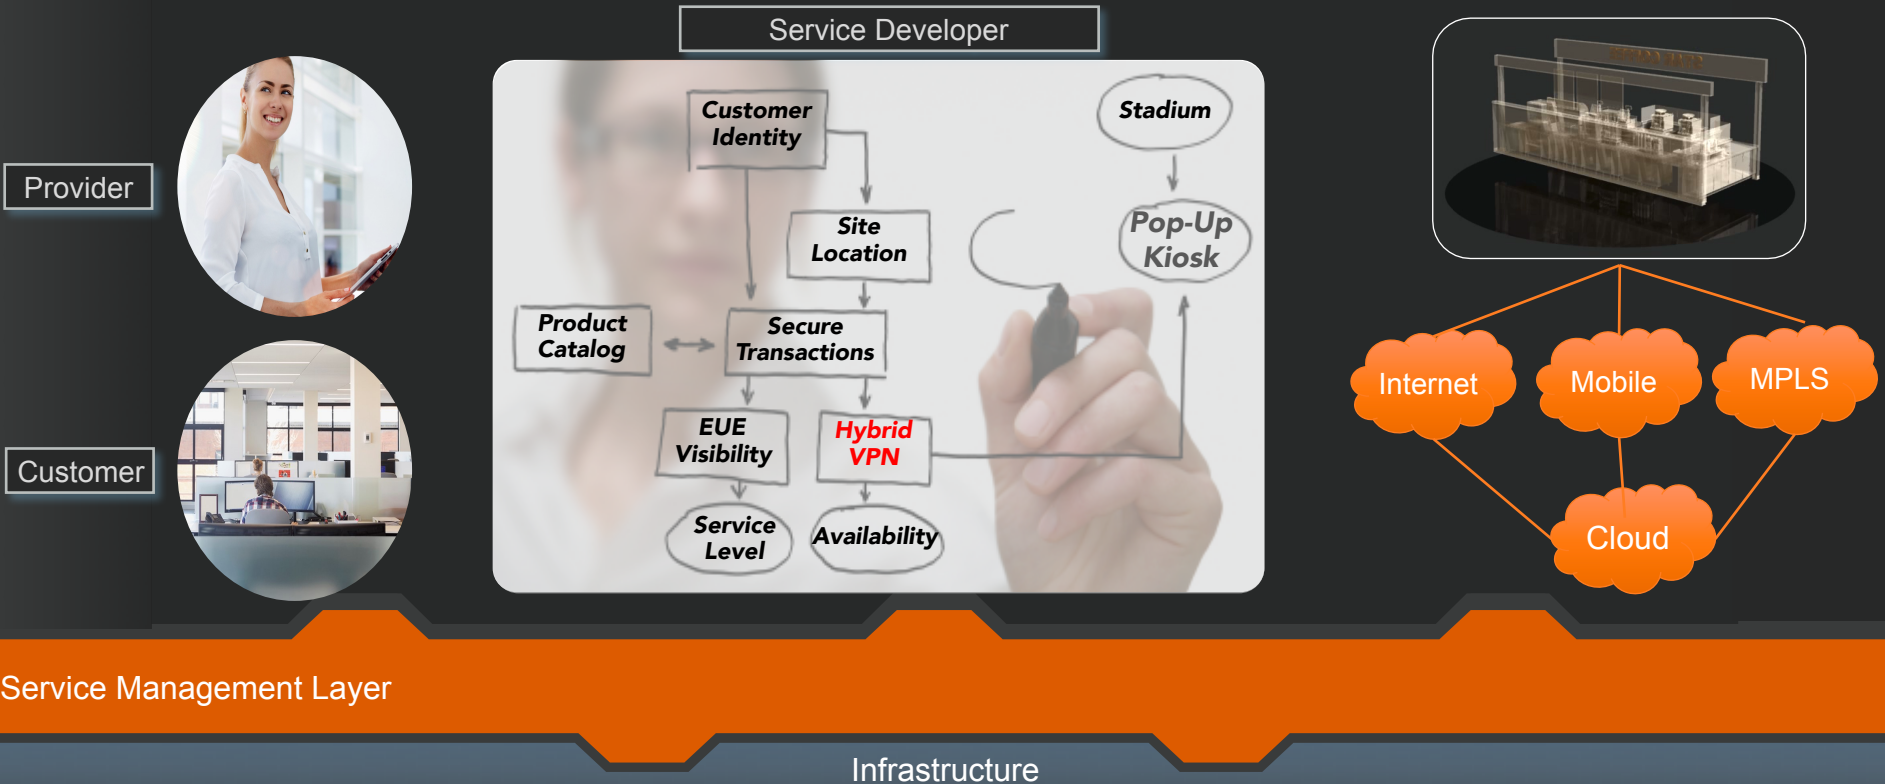 Service Developer
Provider
Customer
Customer
Identity
Site
Location
Product
Catalog
Secure
Transactions
EUE
Visibility
Hybrid
VPN
Service
Level
Availability
Stadium
Pop-Up
Kiosk
Internet
Mobile
MPLS
Cloud
Service Management Layer
Infrastructure